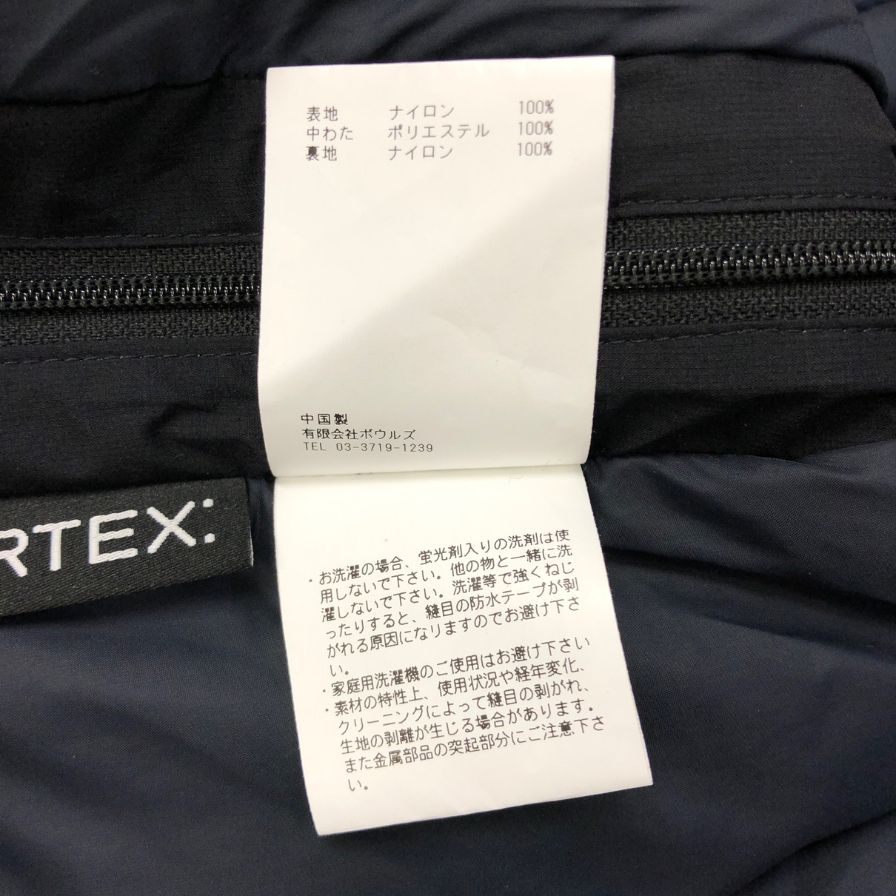 表地 ナイロン 100%
中わた ポリエステル 100%
裏地 ナイロン 100%
中国製
有限会社ボウルズ
TEL 03-3719-1239
RTEX:
・お洗濯の場合、蛍光剤入りの洗剤は使
用しないで下さい。他の物と一緒に洗
濯しないで下さい。洗濯等で強くねじ
ったりすると、縫目の防水テープが剥
がれる原因になりますのでお避け下さ
い。
・家庭用洗濯機のご使用はお避け下さい
・素材の特性上、使用状況や経年変化、
クリーニングによって縫目の剥がれ、
生地の剥離が生じる場合があります。
また金属部品の突起部分にご注意下さ
い。